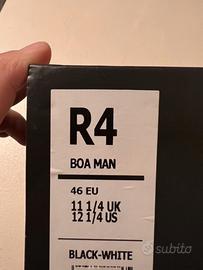 R4
BOA MAN
46 EU
11 1/4 UK
12 1/4 US
BLACK-WHITE
subito